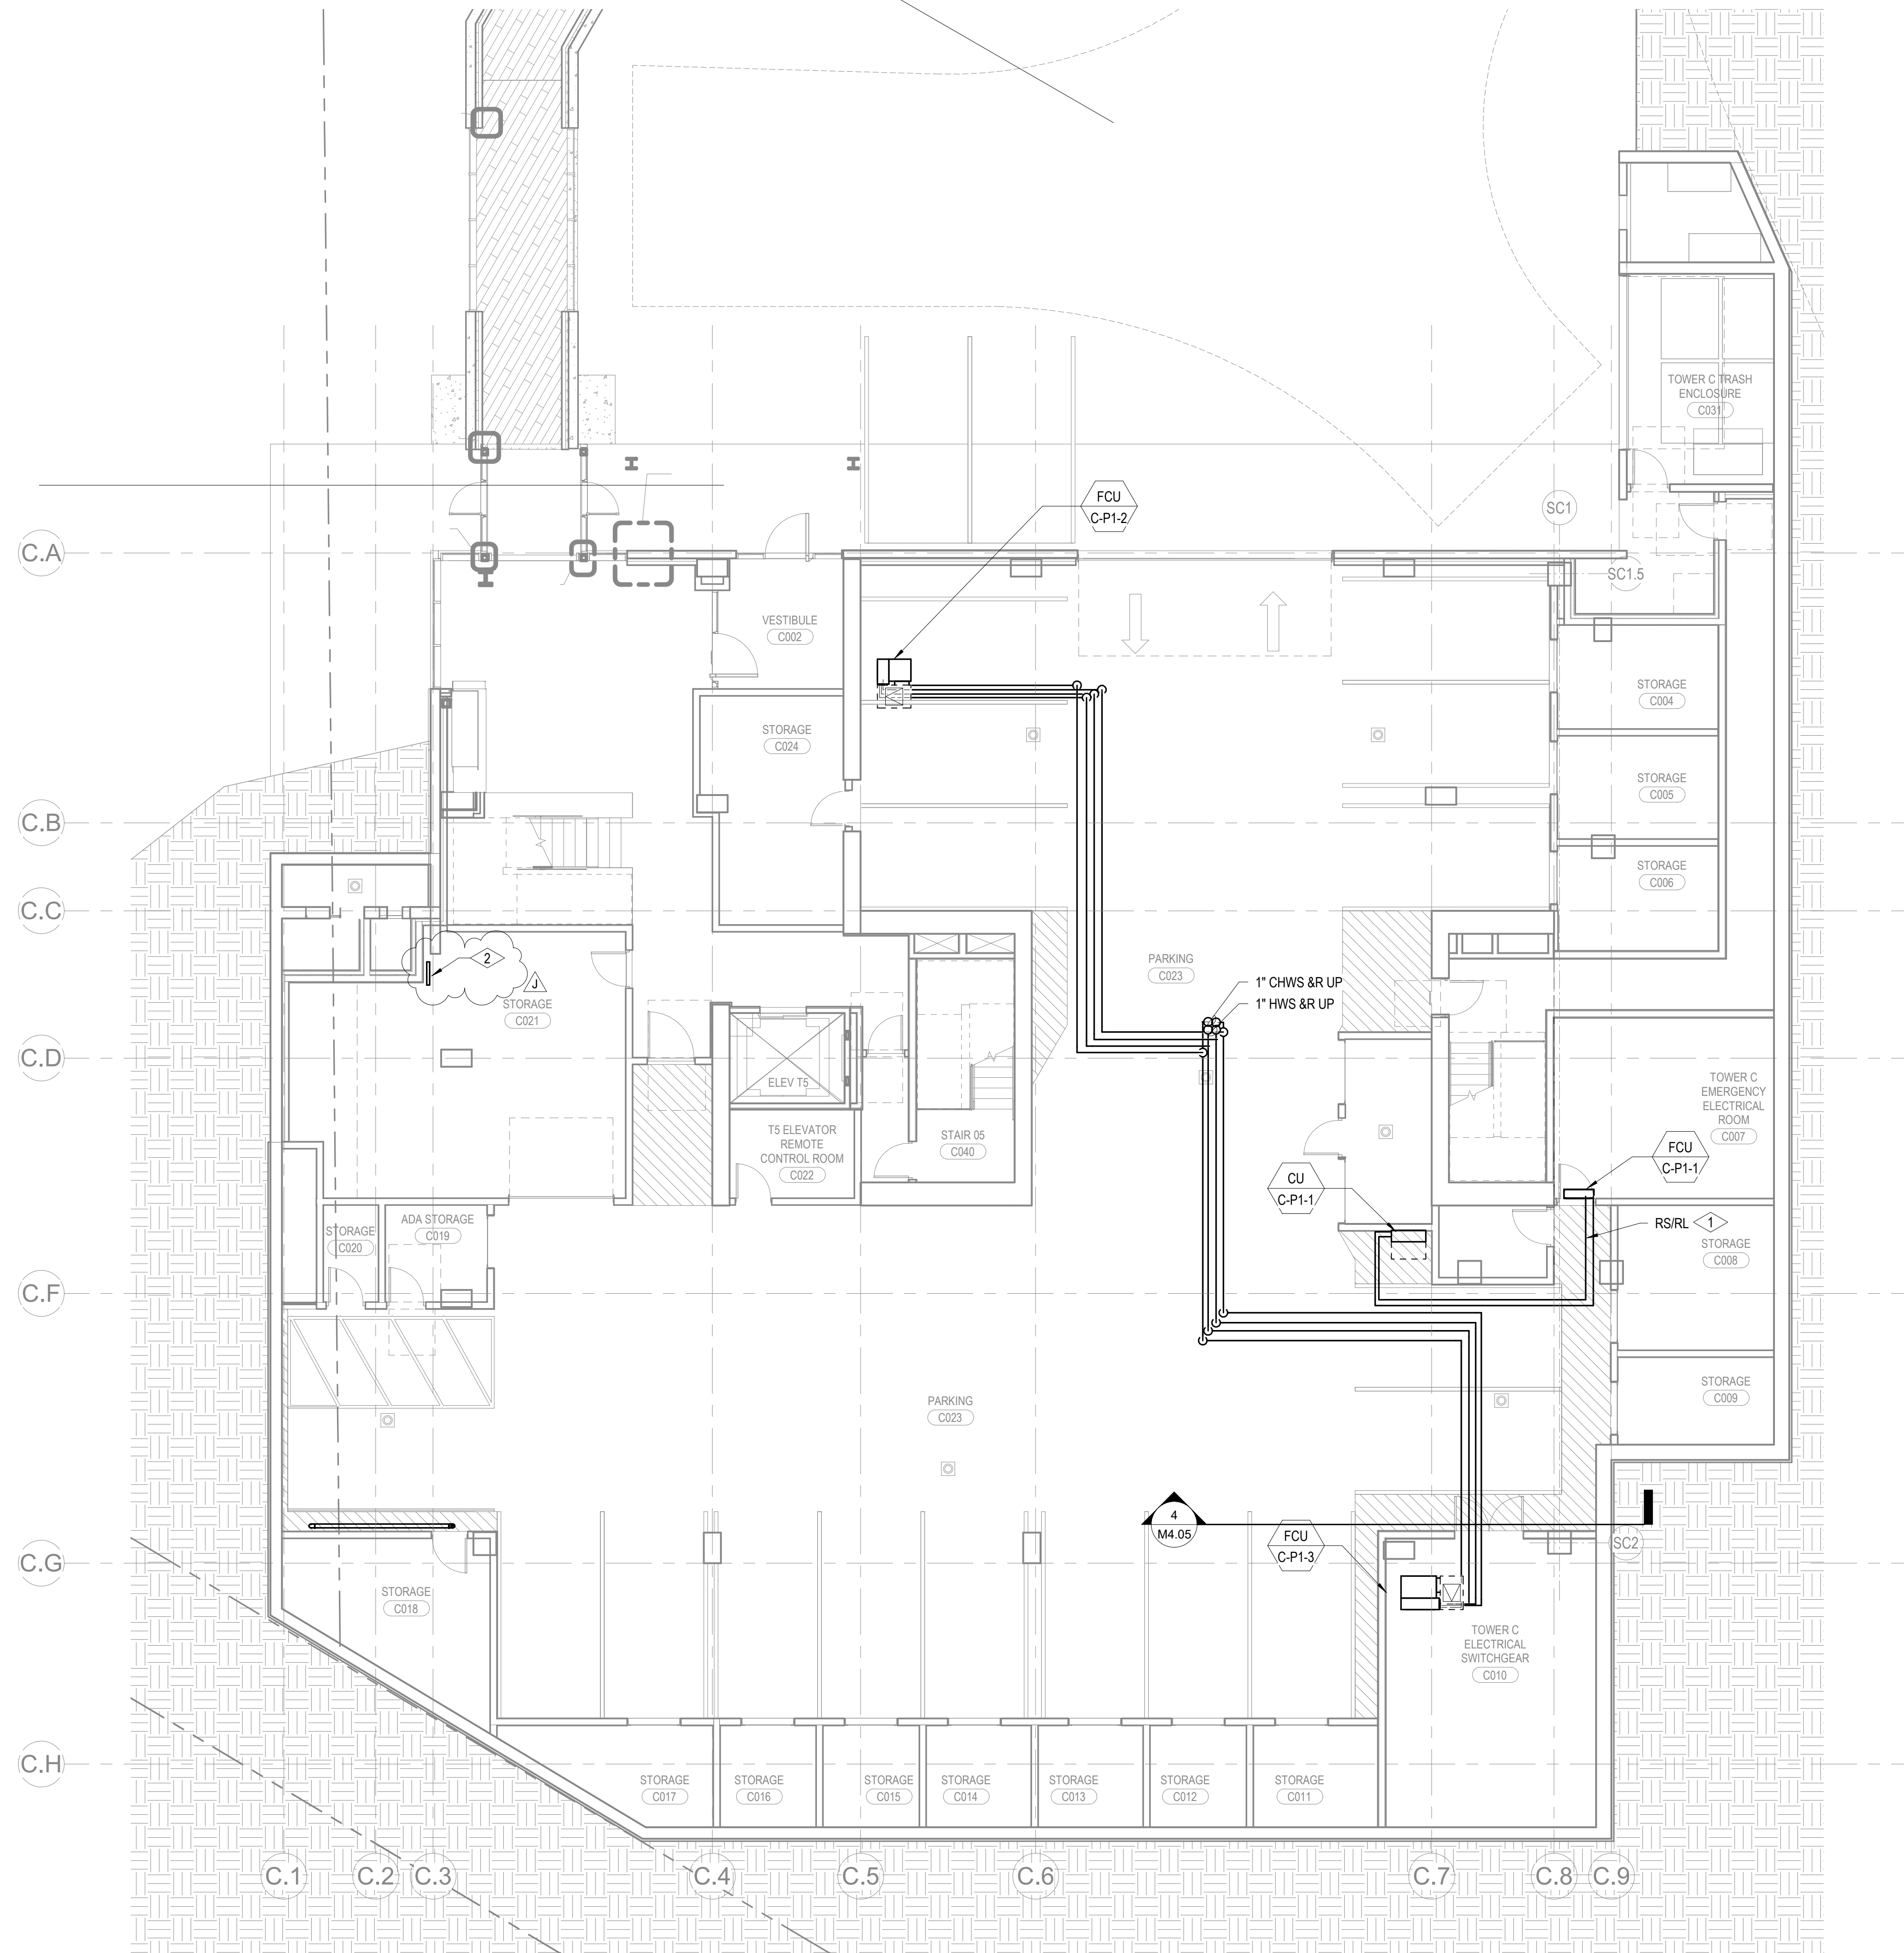 TOWER C TRASH
ENCLOSURE
C031
FCU
C-P1-2
SC1
C.A
SC1.5
VESTIBULE
C002
STORAGE
C004
STORAGE
C024
STORAGE
C005
C.B
STORAGE
C006
C.C
2
J
STORAGE
C021
PARKING
C023
1" CHWS &R UP
1" HWS &R UP
C.D
ELEV T5
TOWER C
EMERGENCY
ELECTRICAL
ROOM
C007
T5 ELEVATOR
REMOTE
CONTROL ROOM
C022
STAIR 05
C040
FCU
C-P1-1
CU
C-P1-1
STORAGE
C020
ADA STORAGE
C019
RS/RL
1
STORAGE
C008
C.F
STORAGE
C009
PARKING
C023
4
M4.05
FCU
C-P1-3
SC2
C.G
STORAGE
C018
TOWER C
ELECTRICAL
SWITCHGEAR
C010
C.H
STORAGE
C017
STORAGE
C016
STORAGE
C015
STORAGE
C014
STORAGE
C013
STORAGE
C012
STORAGE
C011
C.1
C.2
C.3
C.4
C.5
C.6
C.7
C.8
C.9